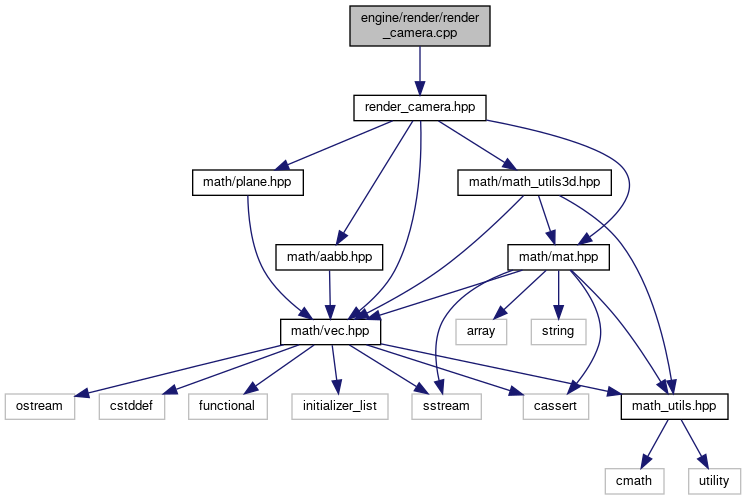 engine/render/render
_camera.cpp
render_camera.hpp
math/plane.hpp
math/math_utils3d.hpp
math/aabb.hpp
math/mat.hpp
math/vec.hpp
array
string
ostream
cstddef
functional
initializer_list
sstream
cassert
math_utils.hpp
cmath
utility